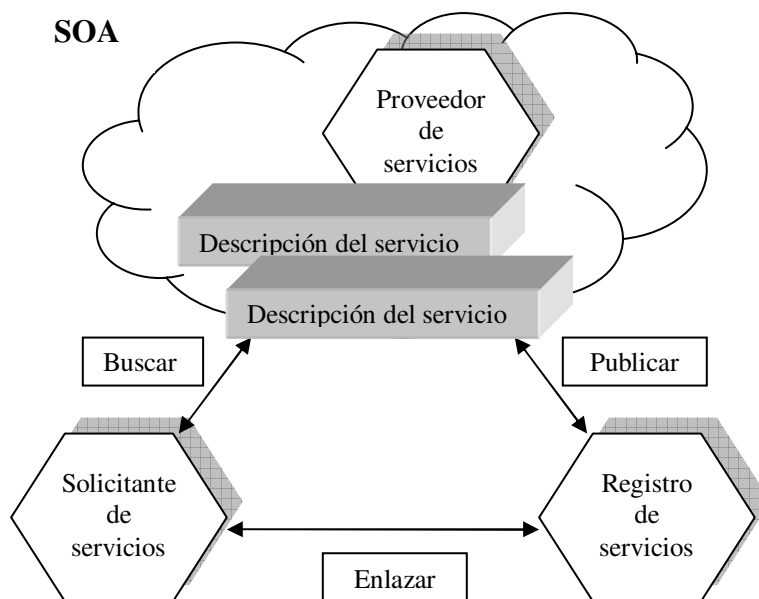 SOA
Proveedor
de
servicios
Descripción del servicio
Descripción del servicio
Buscar
Publicar
Solicitante
de
servicios
Registro
de
servicios
Enlazar